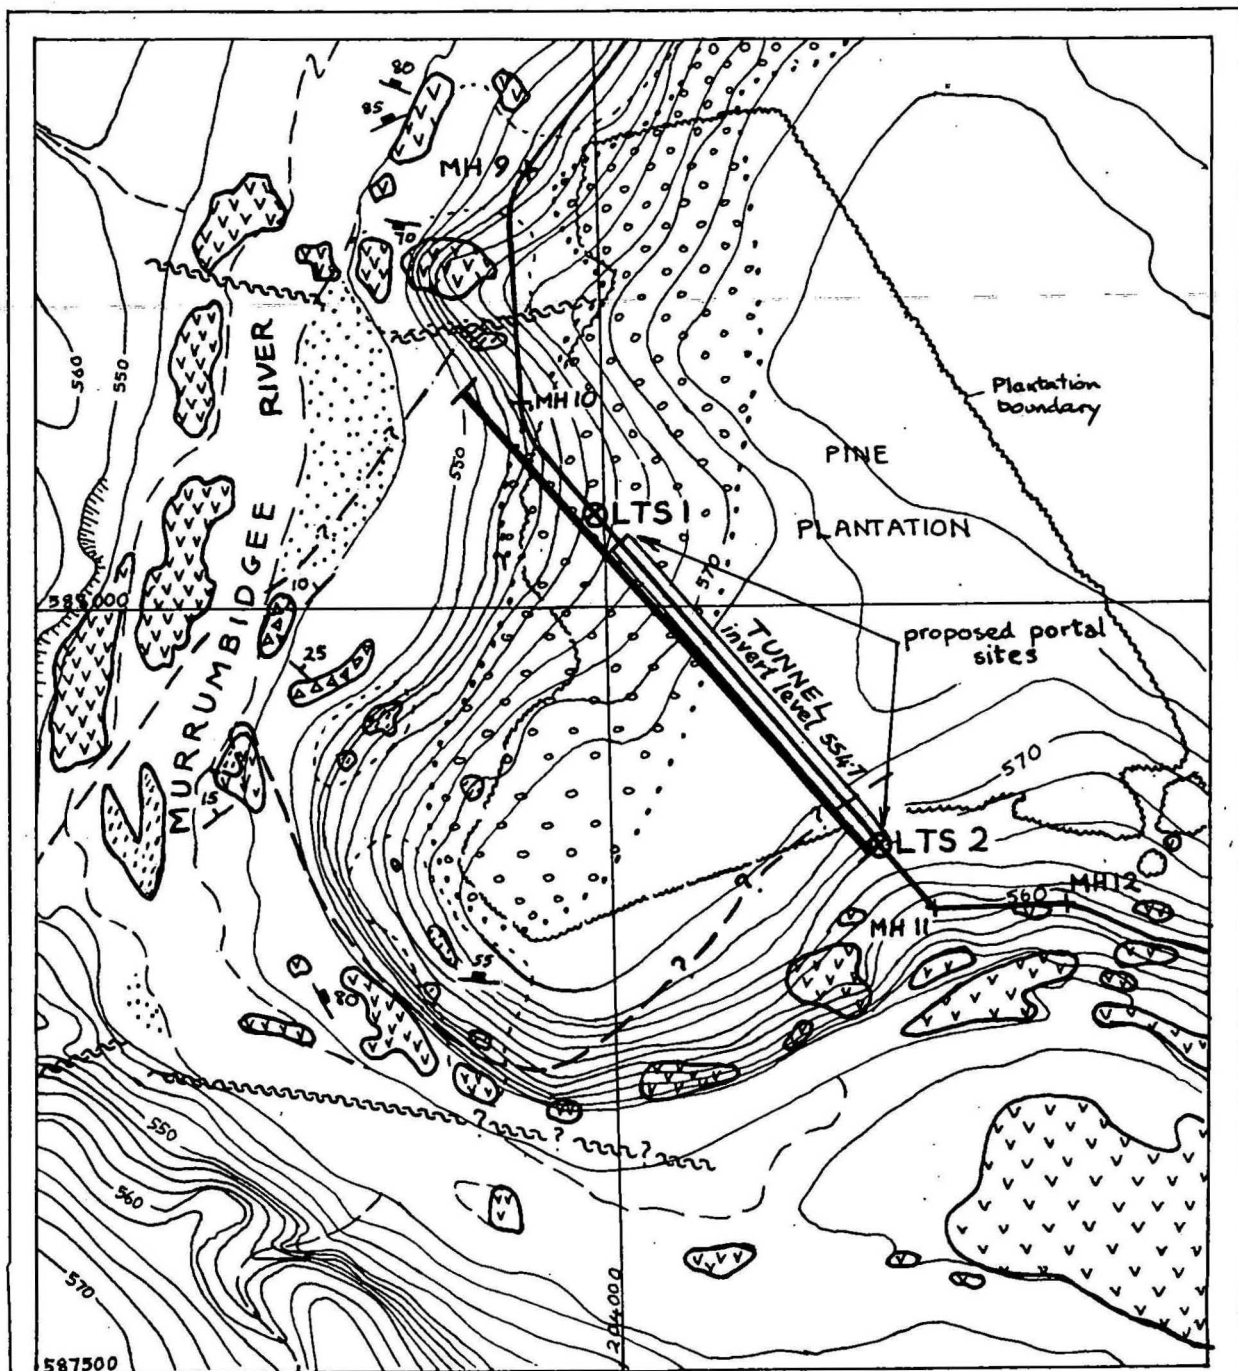 80
85
MH 9
70
560
550
MURRUMBIDGEE RIVER
MH10
550
LTS 1
Plantation
boundary
PINE
PLANTATION
570
588000
10
25
15
TUNNEL
invert level 554.7
proposed portal
sites
570
LTS 2
560
MH 11
MH12
?
?
55
80
?
?
?
550
560
570
204000
587500